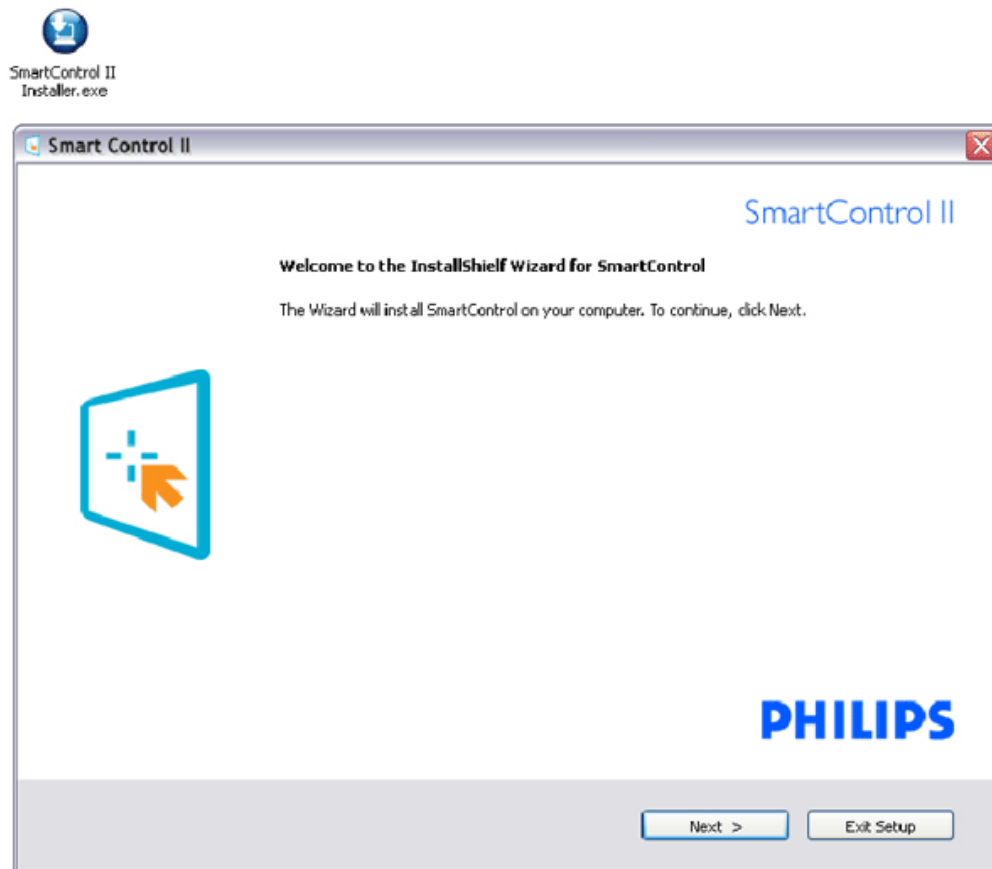 SmartControl II
Installer.exe
Smart Control II
SmartControl II
Welcome to the InstallShielf Wizard for SmartControl
The Wizard will install SmartControl on your computer. To continue, click Next.
PHILIPS
Next >
Exit Setup